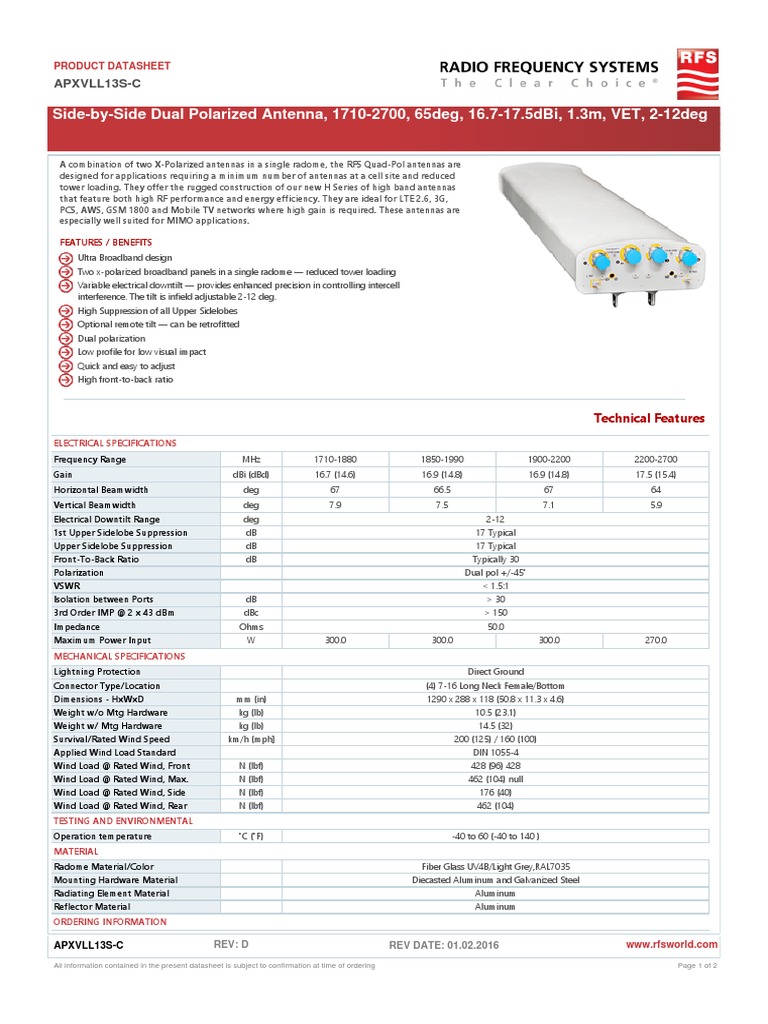 PRODUCT DATASHEET
APXVLL13S-C
RADIO FREQUENCY SYSTEMS
The Clear Choice®
RFS
Side-by-Side Dual Polarized Antenna, 1710-2700, 65deg, 16.7-17.5dBi, 1.3m, VET, 2-12deg
A combination of two X-Polarized antennas in a single radome, the RFS Quad-Pol antennas are
designed for applications requiring a minimum number of antennas at a cell site and reduced
tower loading. They offer the rugged construction of our new H Series of high band antennas
that feature both high RF performance and energy efficiency. They are ideal for LTE2.6, 3G,
PCS, AWS, GSM 1800 and Mobile TV networks where high gain is required. These antennas are
especially well suited for MIMO applications.
FEATURES / BENEFITS
Ultra Broadband design
Two x-polarized broadband panels in a single radome — reduced tower loading
Variable electrical downtilt — provides enhanced precision in controlling intercell
interference. The tilt is infield adjustable 2-12 deg.
High Suppression of all Upper Sidelobes
Optional remote tilt — can be retrofitted
Dual polarization
Low profile for low visual impact
Quick and easy to adjust
High front-to-back ratio
Technical Features
ELECTRICAL SPECIFICATIONS
Frequency Range MHz 1710-1880 1850-1990 1900-2200 2200-2700
Gain dBi (dBd) 16.7 (14.6) 16.9 (14.8) 16.9 (14.8) 17.5 (15.4)
Horizontal Beamwidth deg 67 66.5 67 64
Vertical Beamwidth deg 7.9 7.5 7.1 5.9
Electrical Downtilt Range deg 2-12
1st Upper Sidelobe Suppression dB 17 Typical
Upper Sidelobe Suppression dB 17 Typical
Front-To-Back Ratio dB Typically 30
Polarization Dual pol +/-45°
VSWR < 1.5:1
Isolation between Ports dB > 30
3rd Order IMP @ 2 x 43 dBm dBc > 150
Impedance Ohms 50.0
Maximum Power Input W 300.0 300.0 300.0 270.0
MECHANICAL SPECIFICATIONS
Lightning Protection Direct Ground
Connector Type/Location (4) 7-16 Long Neck Female/Bottom
Dimensions - HxWxD mm (in) 1290 x 288 x 118 (50.8 x 11.3 x 4.6)
Weight w/o Mtg Hardware kg (lb) 10.5 (23.1)
Weight w/ Mtg Hardware kg (lb) 14.5 (32)
Survival/Rated Wind Speed km/h (mph) 200 (125) / 160 (100)
Applied Wind Load Standard DIN 1055-4
Wind Load @ Rated Wind, Front N (lbf) 428 (96) 428
Wind Load @ Rated Wind, Max. N (lbf) 462 (104) null
Wind Load @ Rated Wind, Side N (lbf) 176 (40)
Wind Load @ Rated Wind, Rear N (lbf) 462 (104)
TESTING AND ENVIRONMENTAL
Operation temperature °C (°F) -40 to 60 (-40 to 140 )
MATERIAL
Radome Material/Color Fiber Glass UV4B/Light Grey,RAL7035
Mounting Hardware Material Diecasted Aluminum and Galvanized Steel
Radiating Element Material Aluminum
Reflector Material Aluminum
ORDERING INFORMATION
APXVLL13S-C REV: D REV DATE: 01.02.2016 www.rfsworld.com
All information contained in the present datasheet is subject to confirmation at time of ordering Page 1 of 2